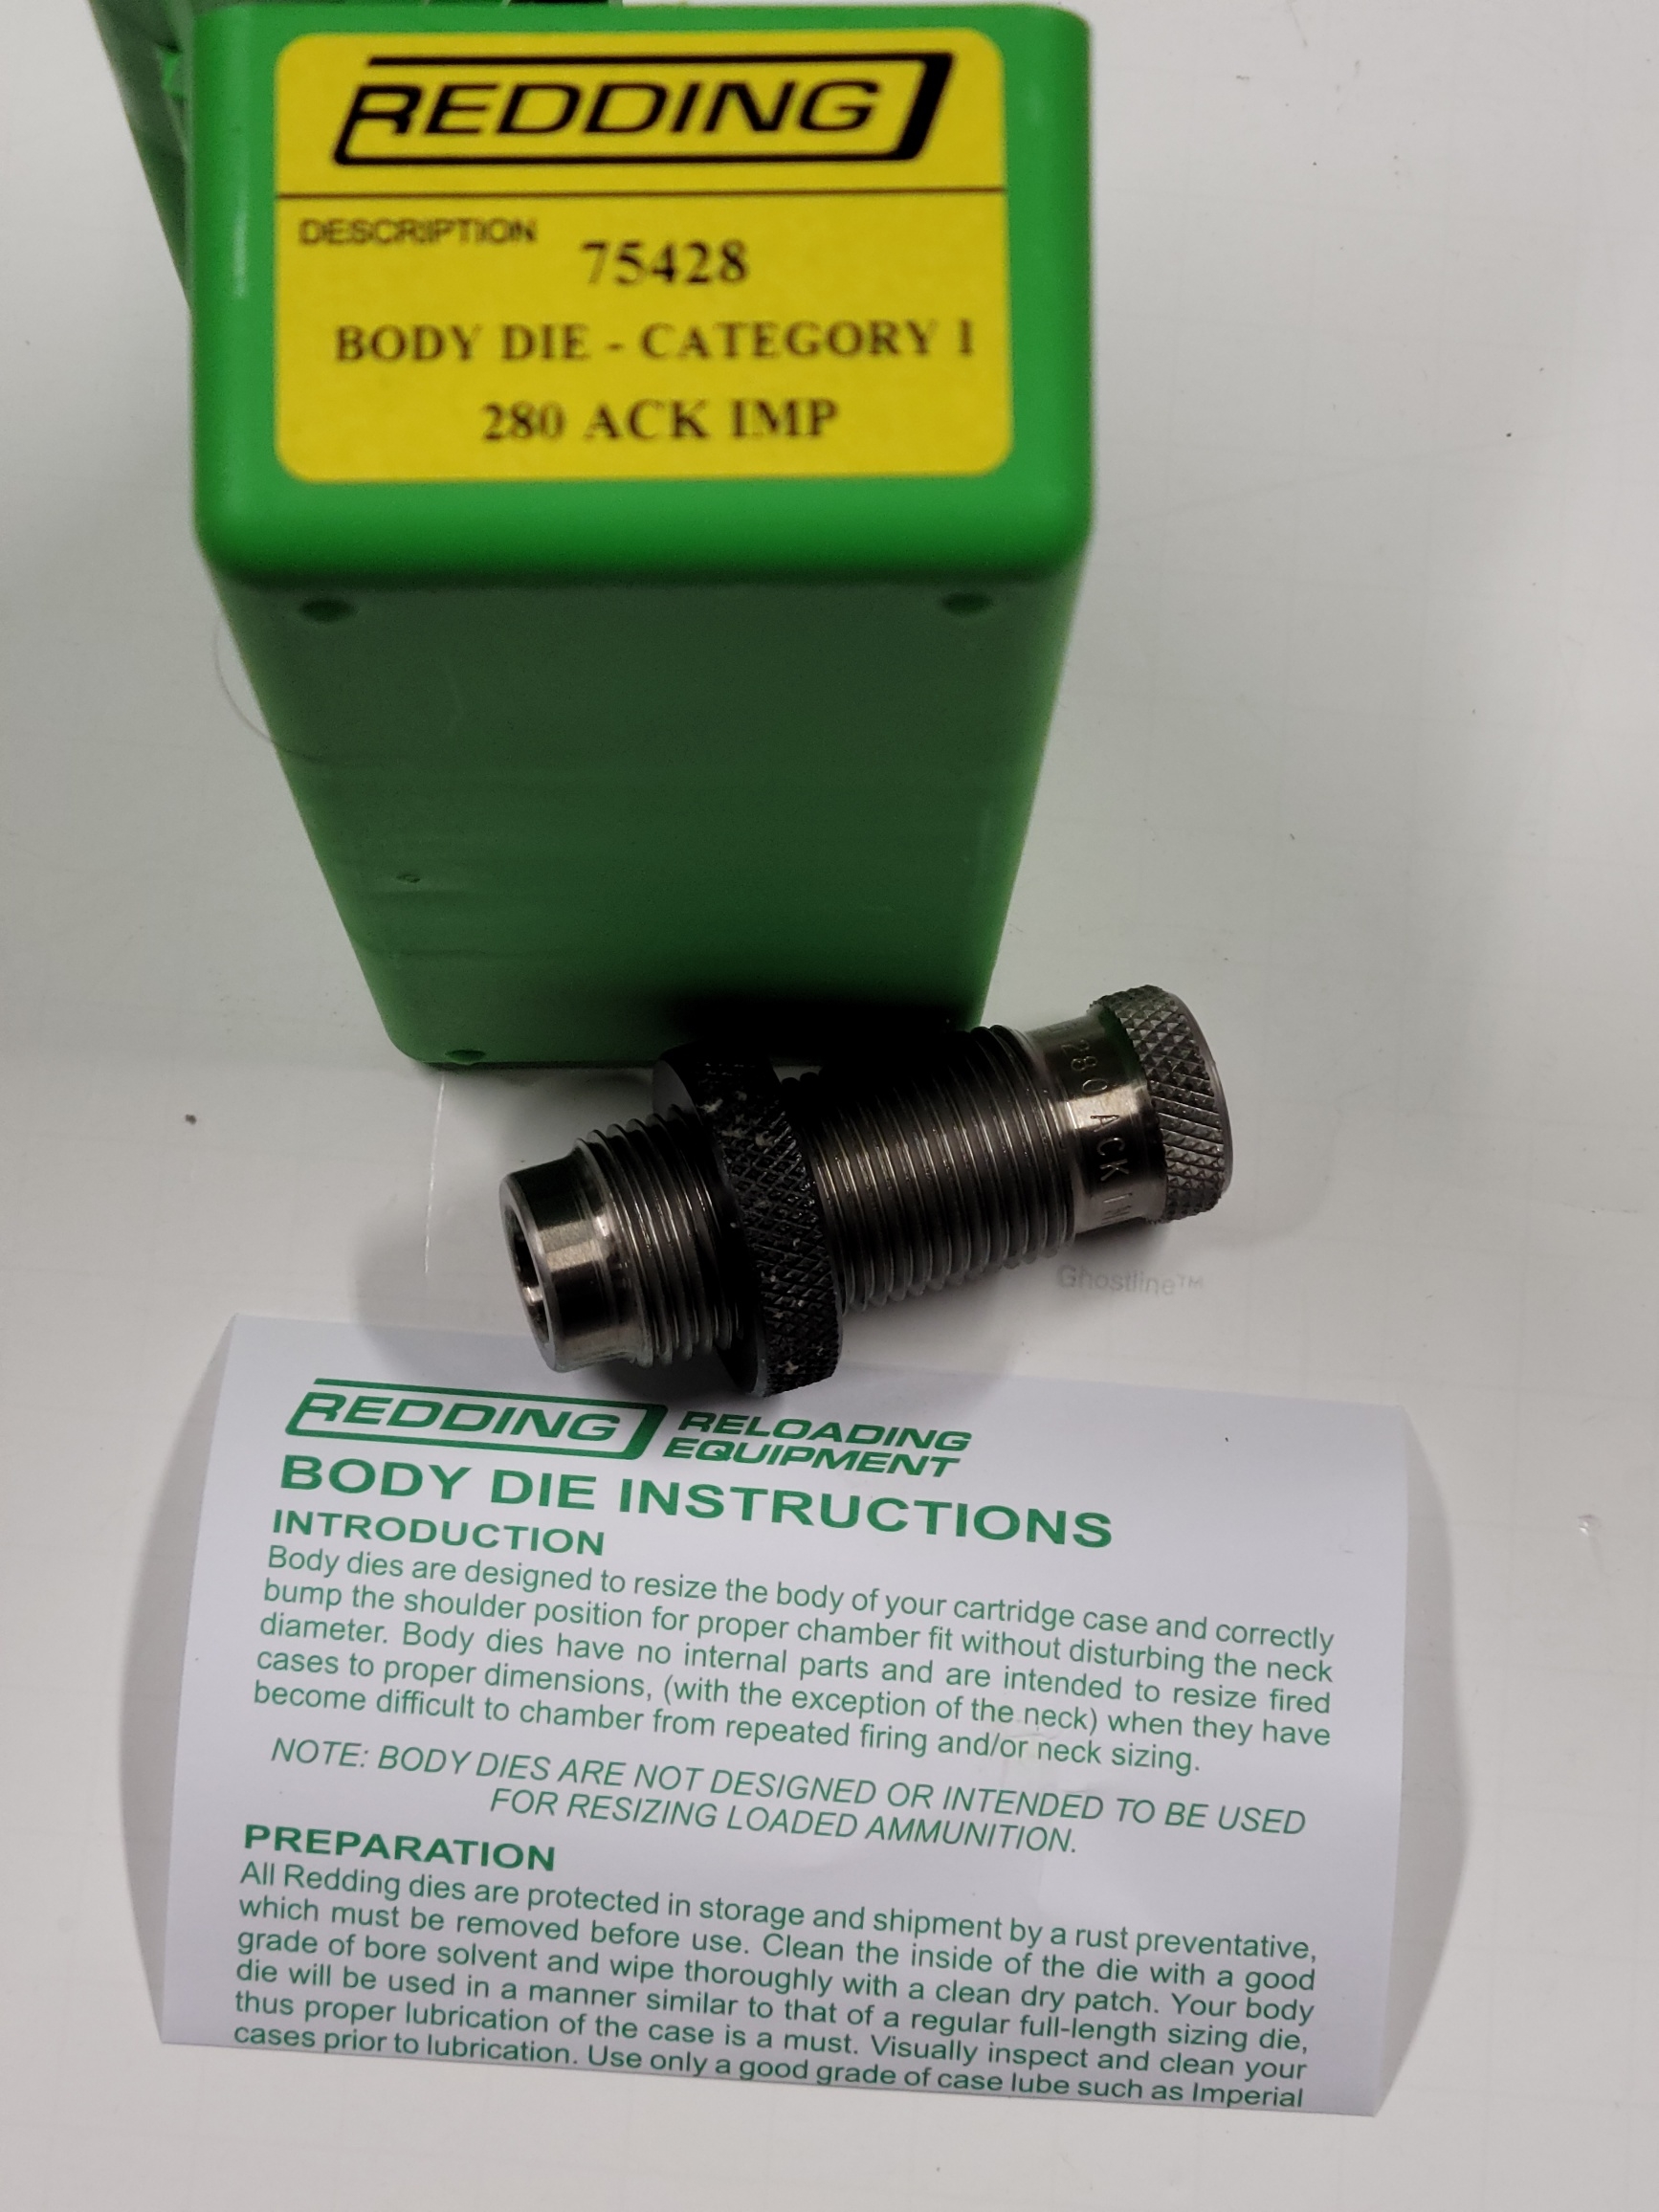 REDDING
DESCRIPTION
75428
BODY DIE - CATEGORY I
280 ACK IMP
280 ACK
Ghostline™
REDDING RELOADING
EQUIPMENT
BODY DIE INSTRUCTIONS
INTRODUCTION
Body dies are designed to resize the body of your cartridge case and correctly
bump the shoulder position for proper chamber fit without disturbing the neck
diameter. Body dies have no internal parts and are intended to resize fired
cases to proper dimensions, (with the exception of the neck) when they have
become difficult to chamber from repeated firing and/or neck sizing.
NOTE: BODY DIES ARE NOT DESIGNED OR INTENDED TO BE USED
FOR RESIZING LOADED AMMUNITION.
PREPARATION
All Redding dies are protected in storage and shipment by a rust preventative,
which must be removed before use. Clean the inside of the die with a good
grade of bore solvent and wipe thoroughly with a clean dry patch. Your body
die will be used in a manner similar to that of a regular full-length sizing die,
thus proper lubrication of the case is a must. Visually inspect and clean your
cases prior to lubrication. Use only a good grade of case lube such as Imperial